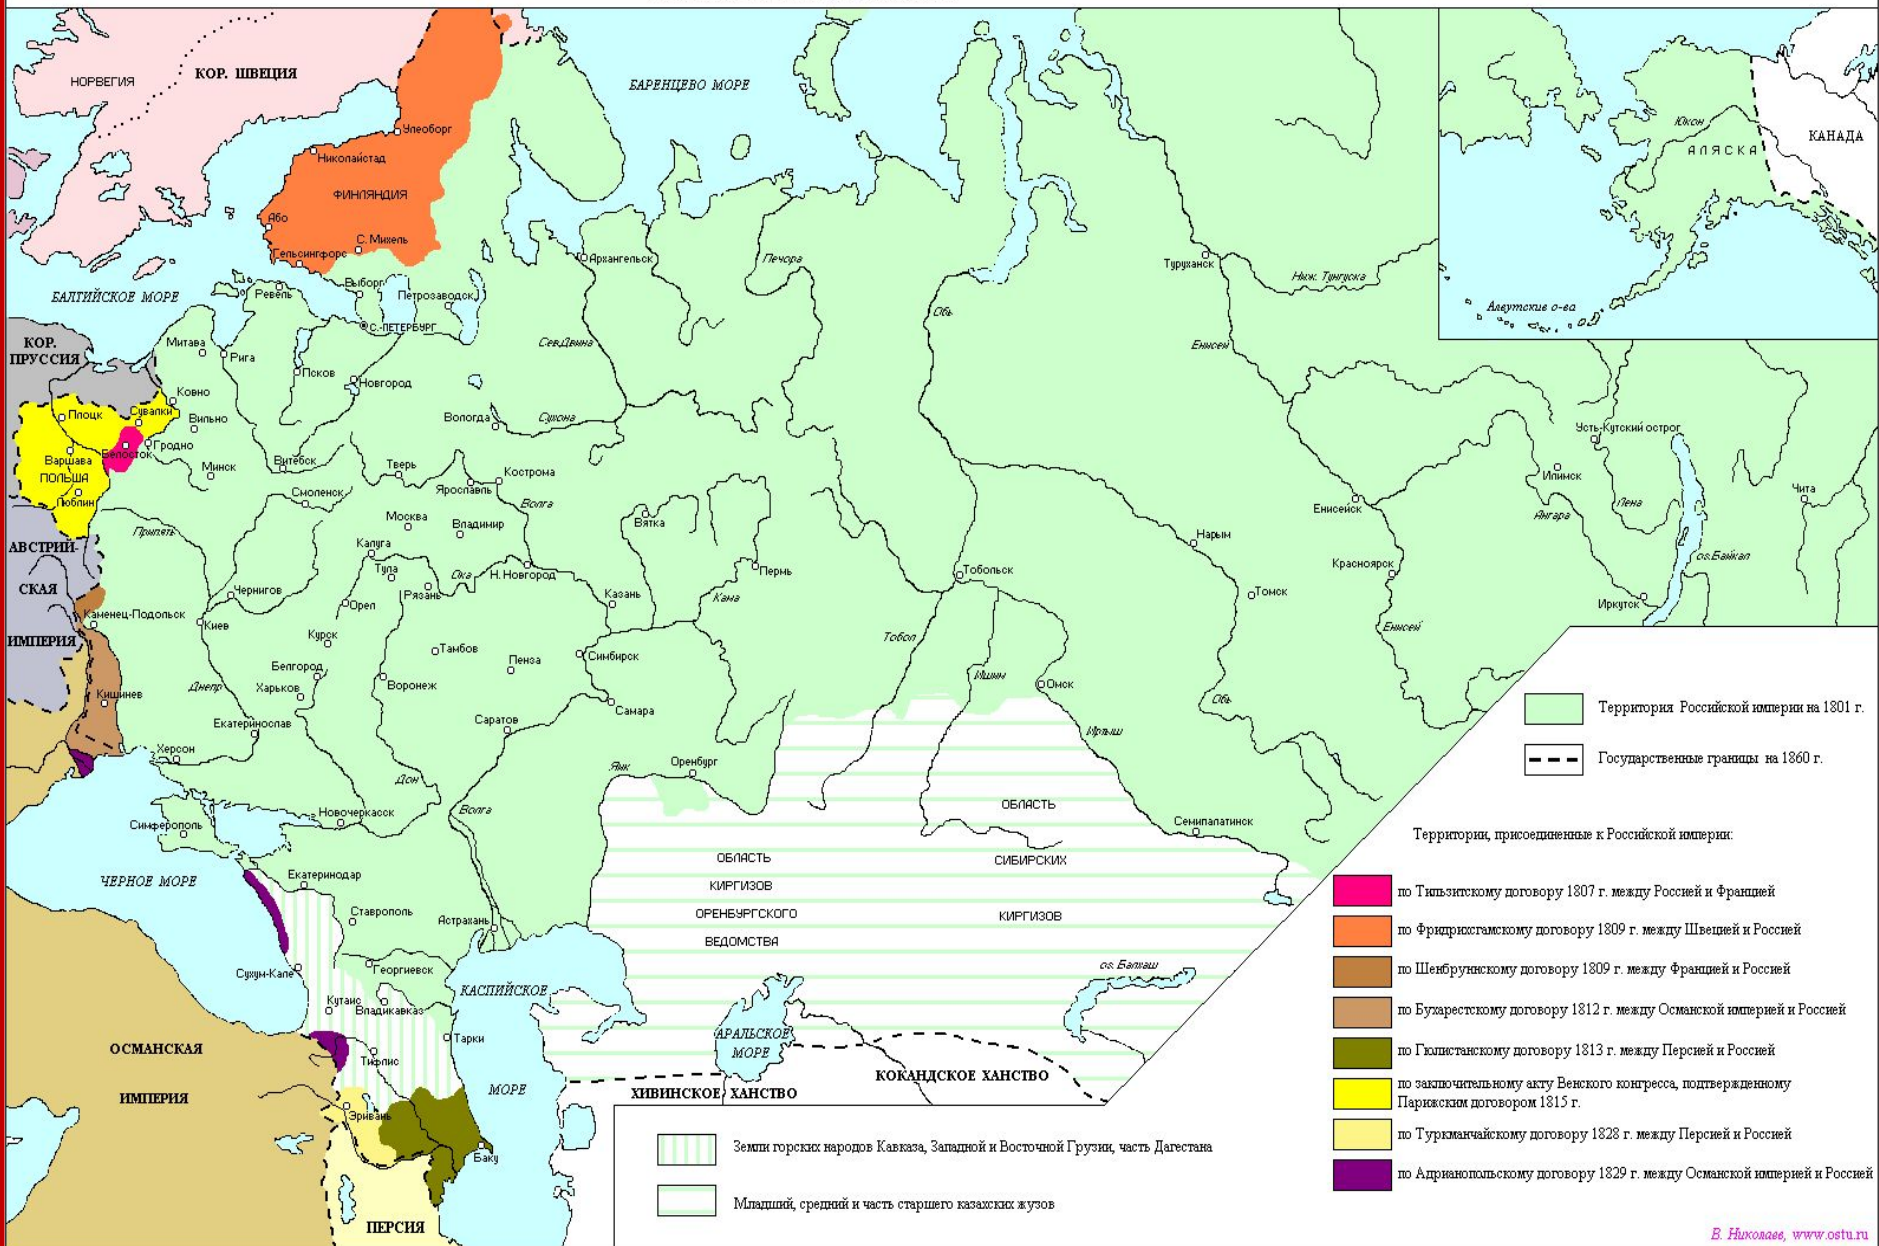 НОРВЕГИЯ
КОР. ШВЕЦИЯ
БАРЕНЦЕВО МОРЕ
Юкон
АЛЯСКА
КАНАДА
Алеутские о-ва
Улеоборг
Николайстад
ФИНЛЯНДИЯ
Або
С. Михель
Гельсингфорс
Архангельск
Печора
Туруханск
Ниж. Тунгуска
БАЛТИЙСКОЕ МОРЕ
Ревель
Выборг
Петрозаводск
С.-ПЕТЕРБУРГ
Обь
Енисей
КОР.
ПРУССИЯ
Митава
Рига
Псков
Новгород
Сев.Двина
Ковно
Вильно
Вологда
Сухона
Плоцк
Сувалки
Гродно
Белосток
Варшава
ПОЛЬША
Люблин
Минск
Витебск
Тверь
Кострома
Ярославль
Смоленск
Волга
Москва
Владимир
Вятка
Усть-Кутский острог
Илимск
Лена
Ангара
Чита
Енисейск
оз.Байкал
Припять
Калуга
Тула
Ока
Н.Новгород
Рязань
Нарым
Красноярск
АВСТРИЙ-
СКАЯ
ИМПЕРИЯ
Чернигов
Орел
Казань
Пермь
Кама
Тобольск
Томск
Иркутск
Каменец-Подольск
Киев
Курск
Тамбов
Пенза
Симбирск
Тобол
Енисей
Белгород
Харьков
Воронеж
Ишим
Омск
Обь
Кишинев
Днепр
Екатеринослав
Саратов
Самара
Иртыш
Херсон
Дон
Яик
Оренбург
Волга
Новочеркасск
Симферополь
Семипалатинск
ОБЛАСТЬ
СИБИРСКИХ
КИРГИЗОВ
ОБЛАСТЬ
КИРГИЗОВ
ОРЕНБУРГСКОГО
ВЕДОМСТВА
ЧЕРНОЕ МОРЕ
Екатеринодар
Ставрополь
Астрахань
Сухум-Кале
Георгиевск
Кутаис
Владикавказ
Тарки
Тифлис
КАСПИЙСКОЕ
МОРЕ
АРАЛЬСКОЕ
МОРЕ
оз. Балхаш
КОКАНДСКОЕ ХАНСТВО
ХИВИНСКОЕ ХАНСТВО
ОСМАНСКАЯ
ИМПЕРИЯ
Эривань
Баку
ПЕРСИЯ
Территория Российской империи на 1801 г.
Государственные границы на 1860 г.
Территории, присоединенные к Российской империи:
по Тильзитскому договору 1807 г. между Россией и Францией
по Фридрихсгамскому договору 1809 г. между Швецией и Россией
по Шенбруннскому договору 1809 г. между Францией и Россией
по Бухарестскому договору 1812 г. между Османской империей и Россией
по Гюлистанскому договору 1813 г. между Персией и Россией
по заключительному акту Венского конгресса, подтвержденному
Парижским договором 1815 г.
по Туркманчайскому договору 1828 г. между Персией и Россией
по Адрианопольскому договору 1829 г. между Османской империей и Россией
Земли горских народов Кавказа, Западной и Восточной Грузии, часть Дагестана
Младший, средний и часть старшего казахских жузов
В. Николаев, www.ostu.ru